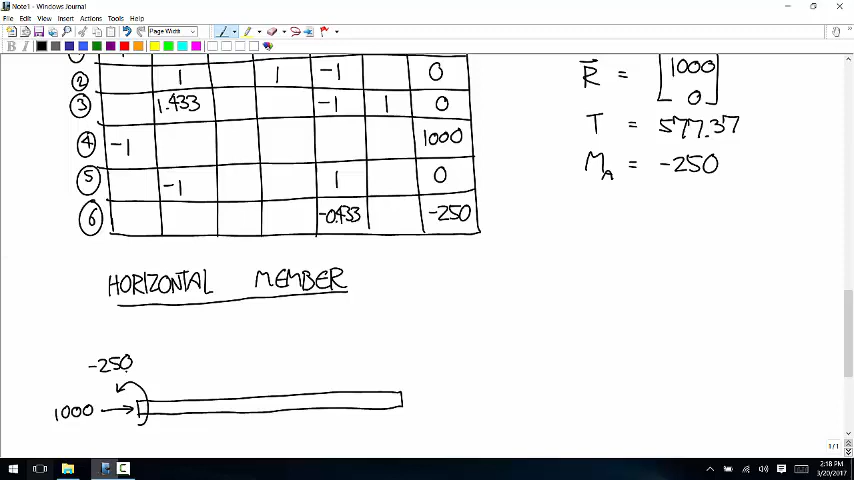 Note1 - Windows Journal
File Edit View Insert Actions Tools Help
Page Width
B I
② 1 1 -1 0
③ 1.433 -1 1 0
④ -1 1000
⑤ -1 1 0
⑥ -0.433 -250
R = [1000
0]
T = 577.37
M_A = -250
HORIZONTAL MEMBER
-250
1000
1/1
2:18 PM
3/20/2017